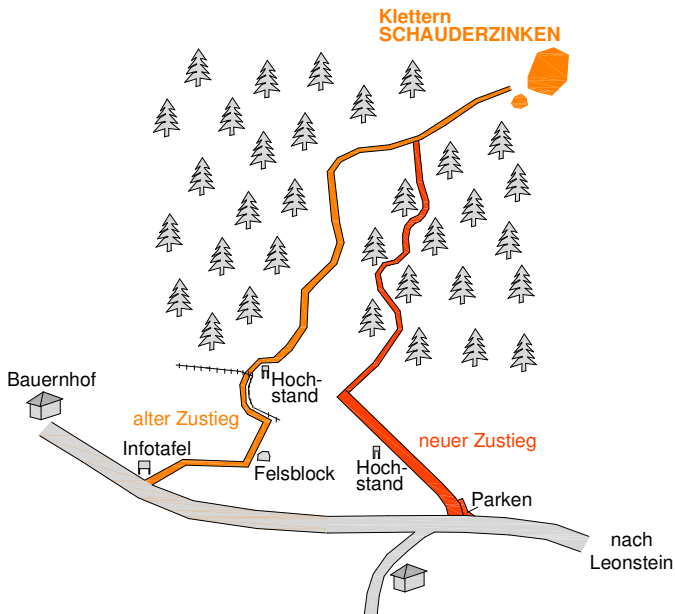 Klettern
SCHAUDERZINKEN
Bauernhof
Hoch-
stand
alter Zustieg
neuer Zustieg
Infotafel
Felsblock
Hoch-
stand
Parken
nach
Leonstein